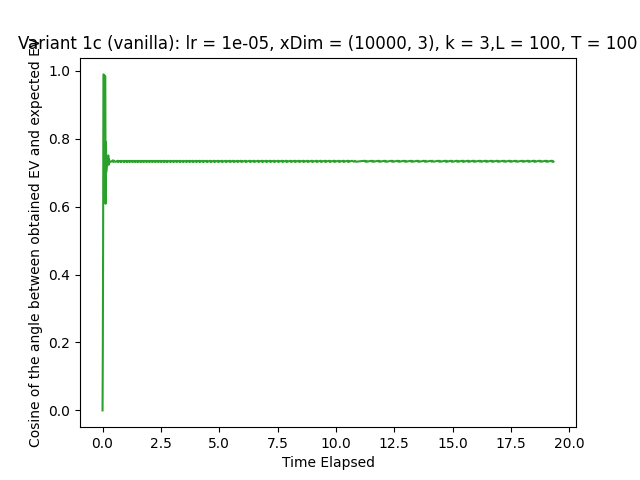 Variant 1c (vanilla): lr = 1e-05, xDim = (10000, 3), k = 3,L = 100, T = 100
Cosine of the angle between obtained EV and expected EV
1.0
0.8
0.6
0.4
0.2
0.0
0.0 2.5 5.0 7.5 10.0 12.5 15.0 17.5 20.0
Time Elapsed